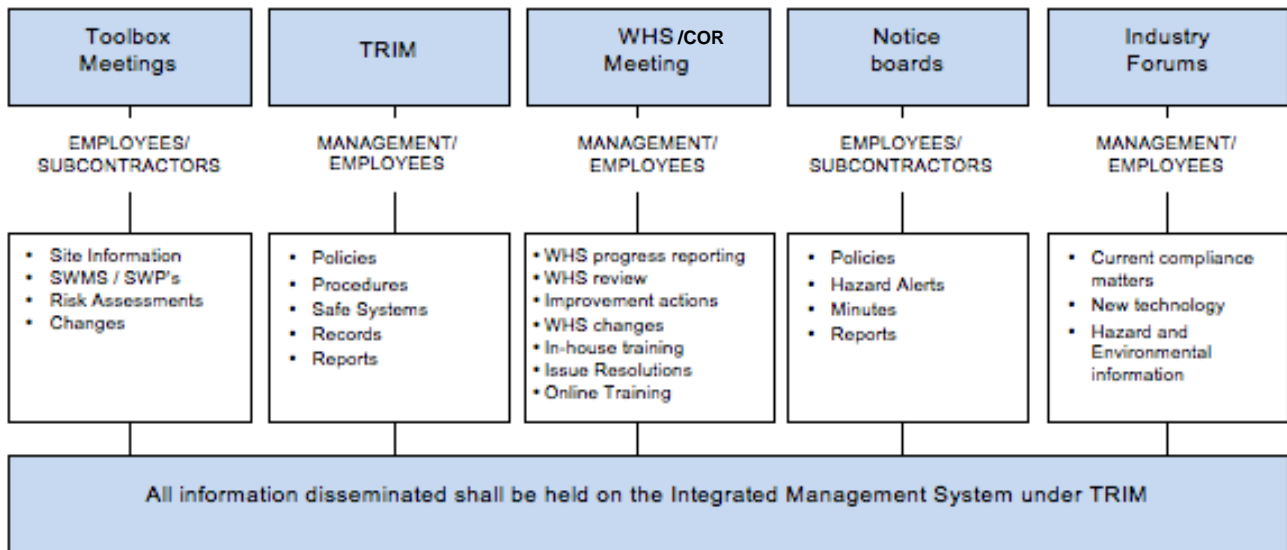 Toolbox
Meetings
TRIM
WHS /COR
Meeting
Notice
boards
Industry
Forums
EMPLOYEES/
SUBCONTRACTORS
MANAGEMENT/
EMPLOYEES
MANAGEMENT/
EMPLOYEES
EMPLOYEES/
SUBCONTRACTORS
MANAGEMENT/
EMPLOYEES
• Site Information
• SWMS / SWP's
• Risk Assessments
• Changes
• Policies
• Procedures
• Safe Systems
• Records
• Reports
• WHS progress reporting
• WHS review
• Improvement actions
• WHS changes
• In-house training
• Issue Resolutions
• Online Training
• Policies
• Hazard Alerts
• Minutes
• Reports
• Current compliance
matters
• New technology
• Hazard and
Environmental
information
All information disseminated shall be held on the Integrated Management System under TRIM